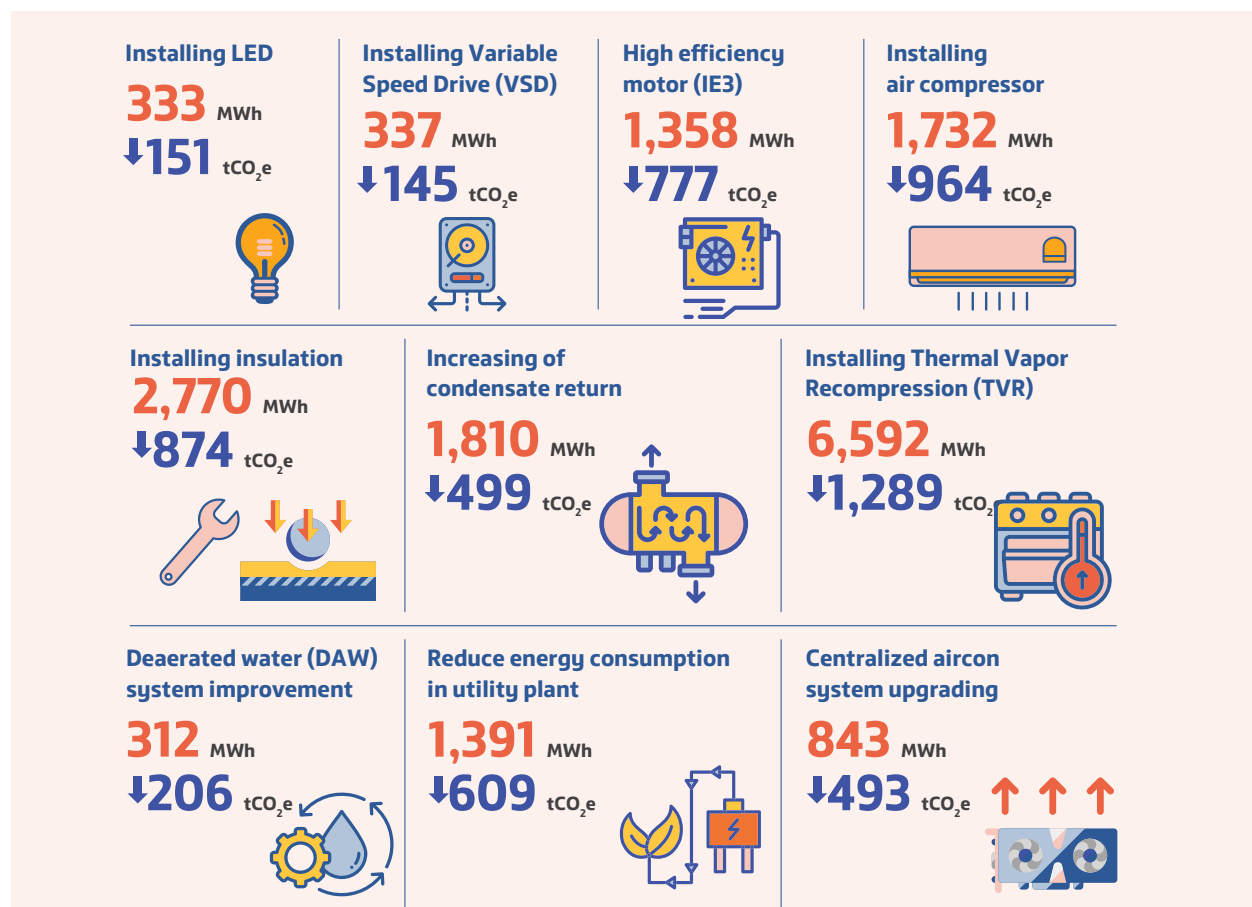 Installing LED
333 MWh
151 tCO₂e
Installing Variable
Speed Drive (VSD)
337 MWh
145 tCO₂e
High efficiency
motor (IE3)
1,358 MWh
777 tCO₂e
Installing
air compressor
1,732 MWh
964 tCO₂e
Installing insulation
2,770 MWh
874 tCO₂e
Increasing of
condensate return
1,810 MWh
499 tCO₂e
Installing Thermal Vapor
Recompression (TVR)
6,592 MWh
1,289 tCO₂
Deaerated water (DAW)
system improvement
312 MWh
206 tCO₂e
Reduce energy consumption
in utility plant
1,391 MWh
609 tCO₂e
Centralized aircon
system upgrading
843 MWh
493 tCO₂e